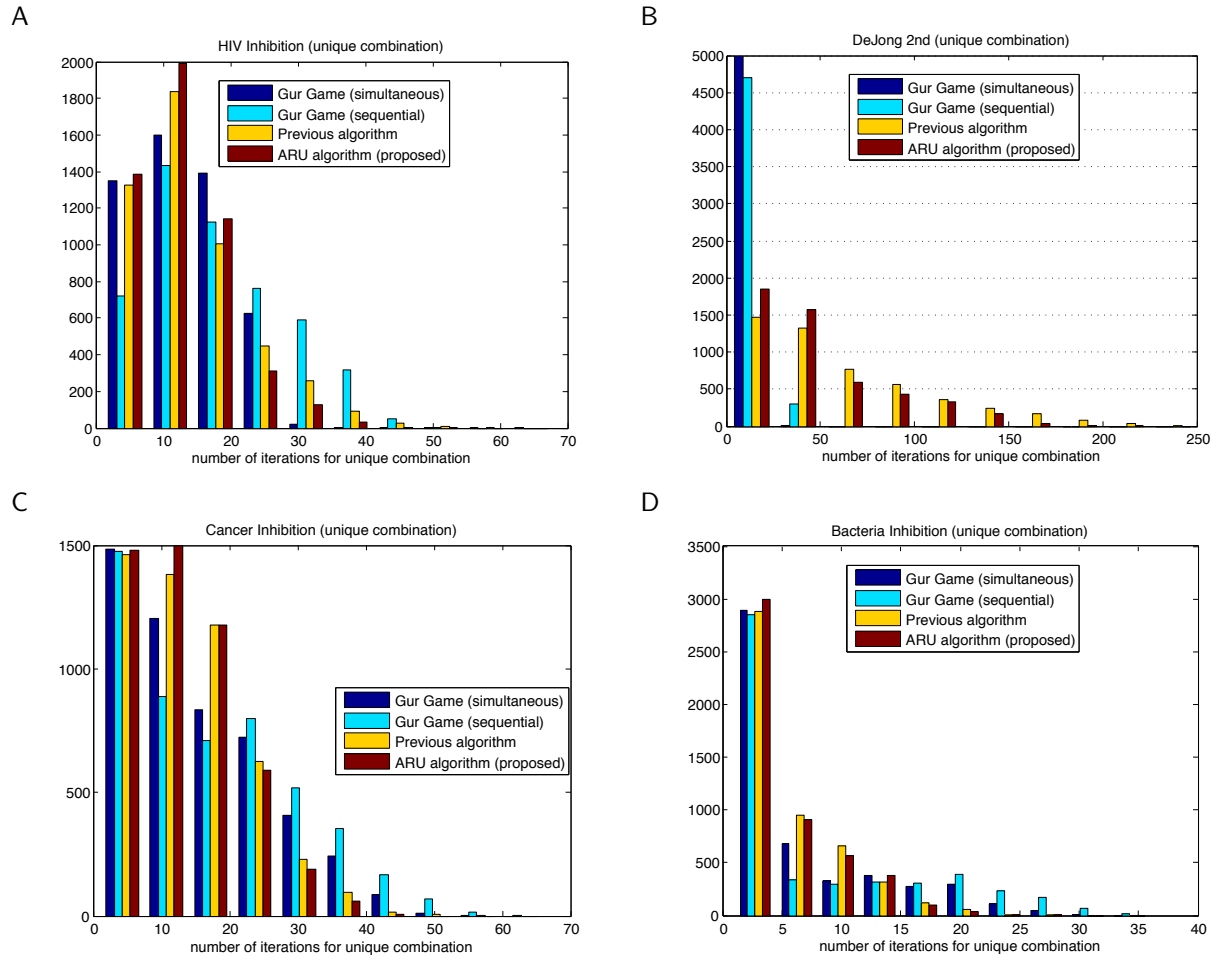 A
HIV Inhibition (unique combination)
2000
1800
1600
1400
1200
1000
800
600
400
200
0
Gur Game (simultaneous)
Gur Game (sequential)
Previous algorithm
ARU algorithm (proposed)
0 10 20 30 40 50 60 70
number of iterations for unique combination
B
DeJong 2nd (unique combination)
5000
4500
4000
3500
5000
2500
2000
1500
1000
500
0
Gur Game (simultaneous)
Gur Game (sequential)
Previous algorithm
ARU algorithm (proposed)
0 50 100 150 200 250
number of iterations for unique combination
C
Cancer Inhibition (unique combination)
1500
1000
500
0
Gur Game (simultaneous)
Gur Game (sequential)
Previous algorithm
ARU algorithm (proposed)
0 10 20 30 40 50 60 70
number of iterations for unique combination
D
Bacteria Inhibition (unique combination)
3500
3000
2500
2000
1500
1000
500
0
Gur Game (simultaneous)
Gur Game (sequential)
Previous algorithm
ARU algorithm (proposed)
0 5 10 15 20 25 30 35 40
number of iterations for unique combination